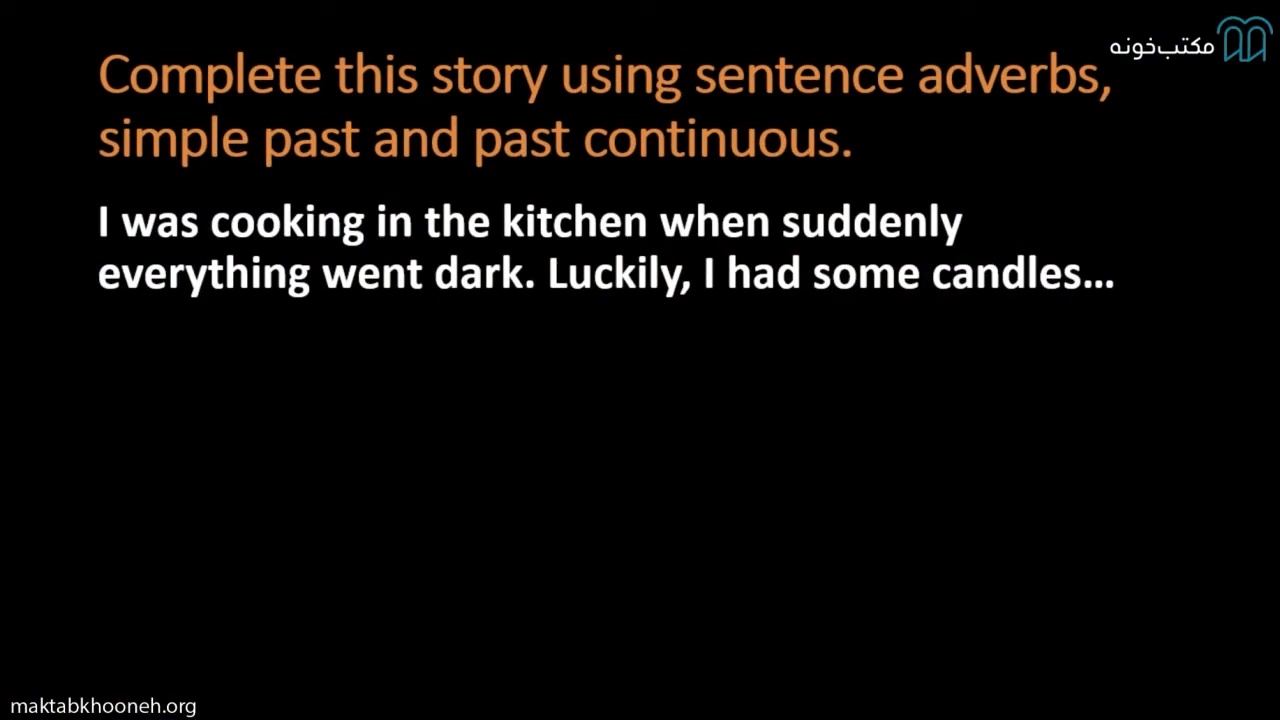 مکتب‌خونه
Complete this story using sentence adverbs,
simple past and past continuous.
I was cooking in the kitchen when suddenly
everything went dark. Luckily, I had some candles...
maktabkhooneh.org